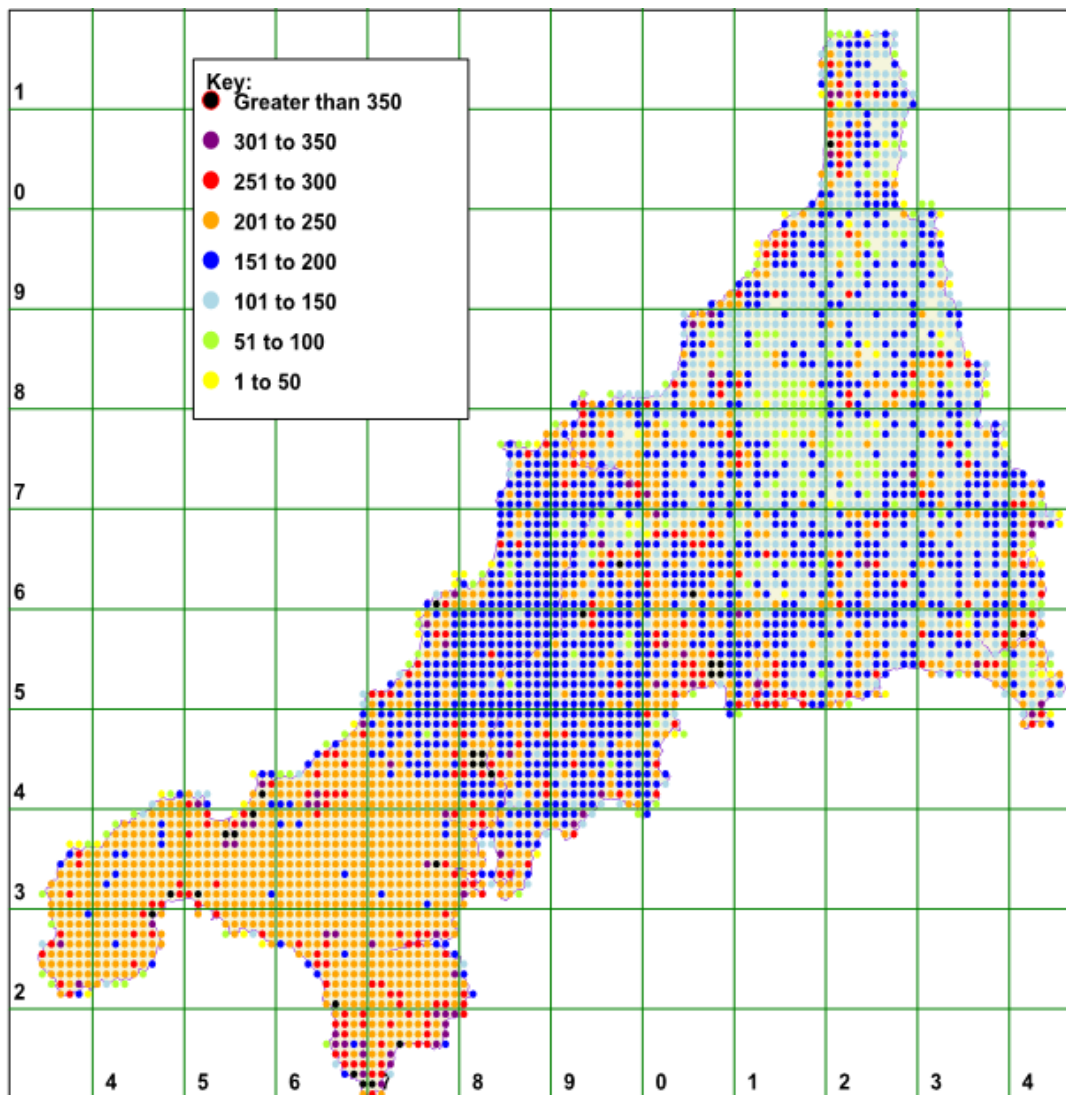 Key:
Greater than 350
301 to 350
251 to 300
201 to 250
151 to 200
101 to 150
51 to 100
1 to 50
1
0
9
8
7
6
5
4
3
2
4 5 6 7 8 9 0 1 2 3 4